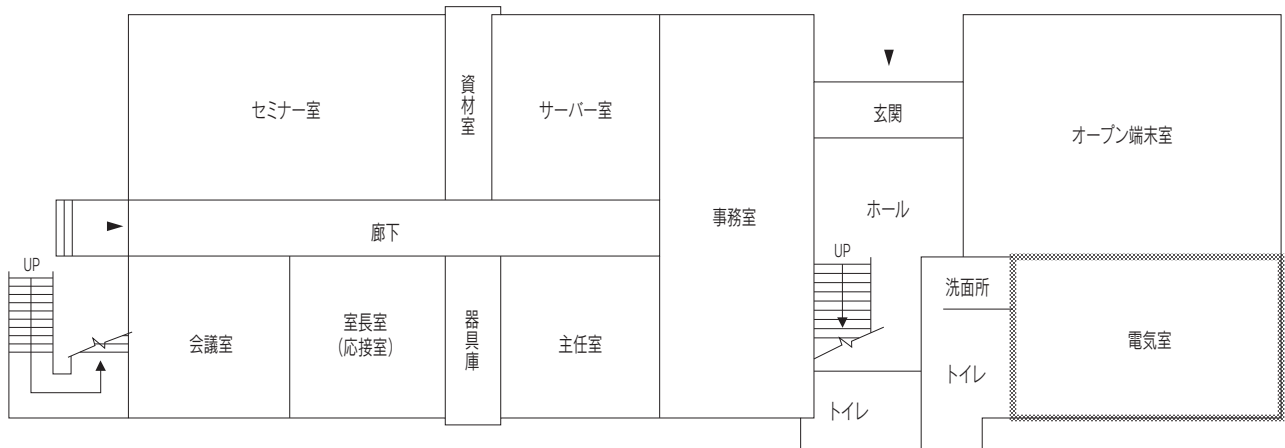 セミナー室
資材室
サーバー室
玄関
オープン端末室
事務室
ホール
廊下
UP
UP
洗面所
会議室
室長室
(応接室)
器具庫
主任室
電気室
トイレ
トイレ